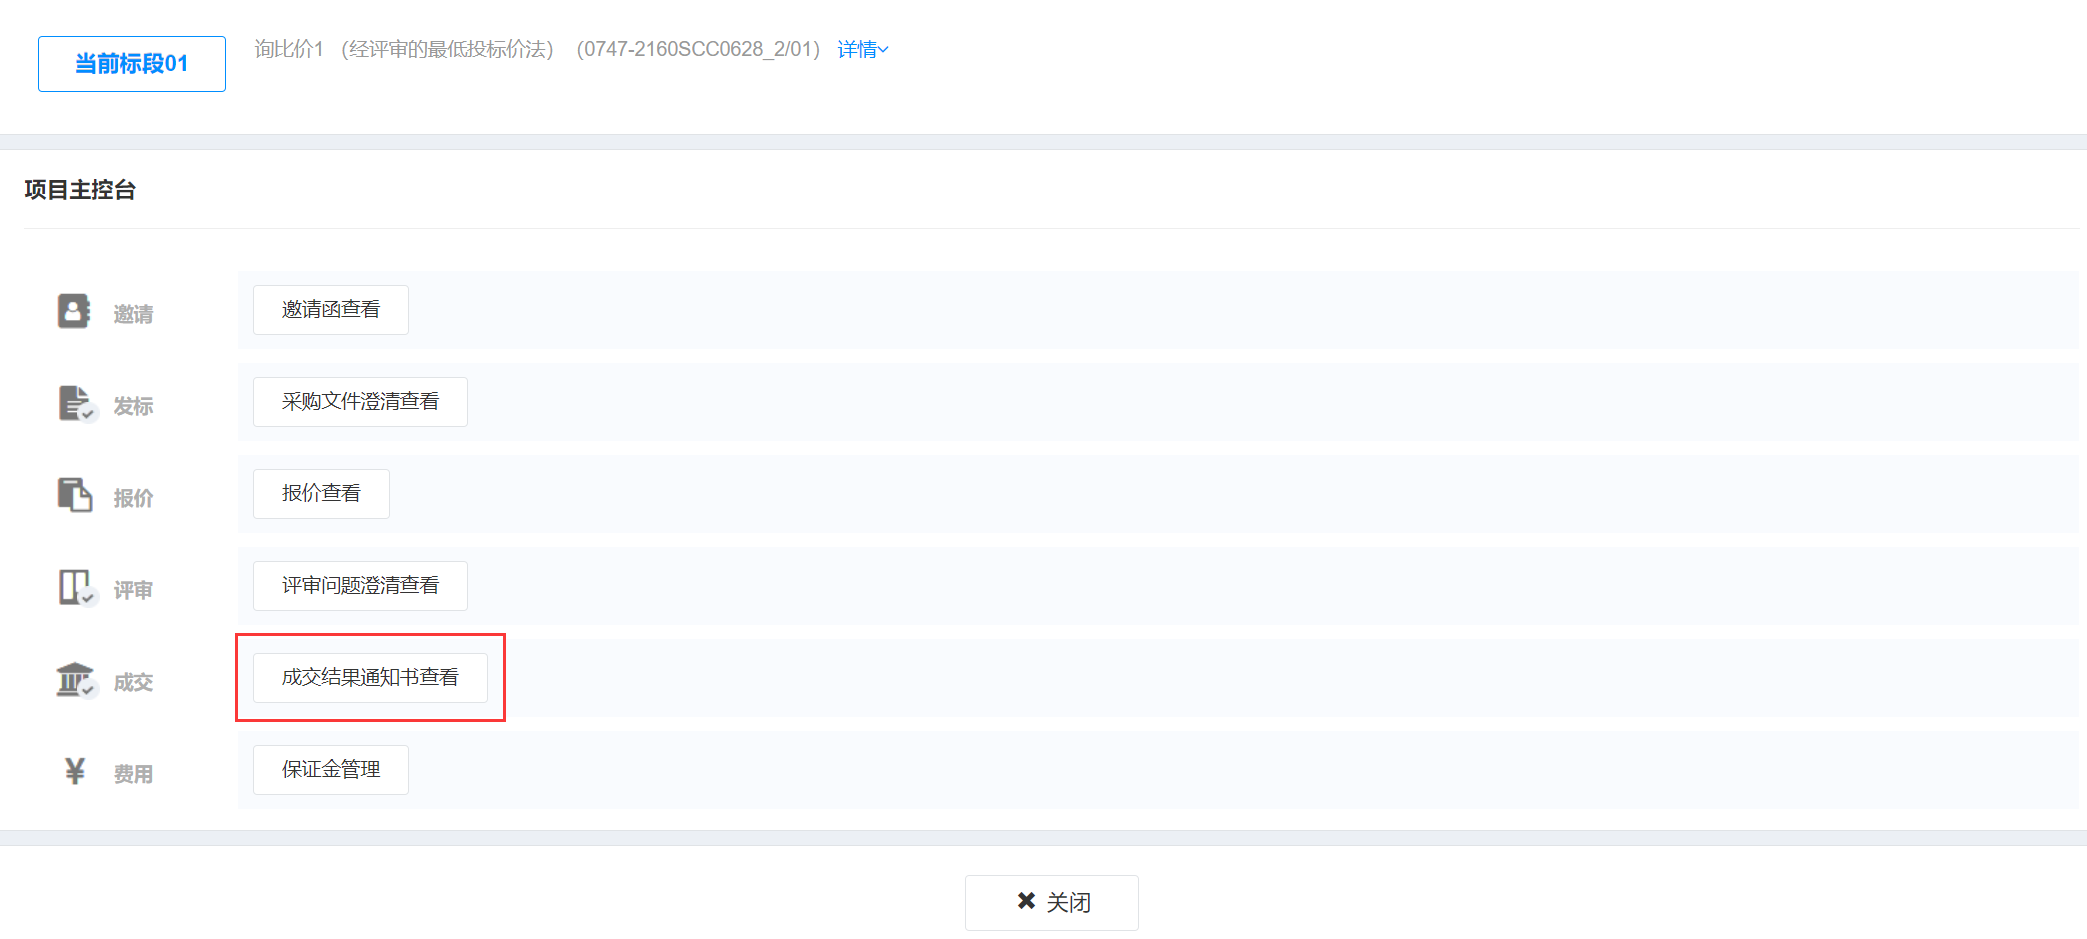 当前标段01
询比价1 （经评审的最低投标价法） （0747-2160SCC0628_2/01） 详情
项目主控台
邀请 邀请函查看
发标 采购文件澄清查看
报价 报价查看
评审 评审问题澄清查看
成交 成交结果通知书查看
¥ 费用 保证金管理
✖ 关闭